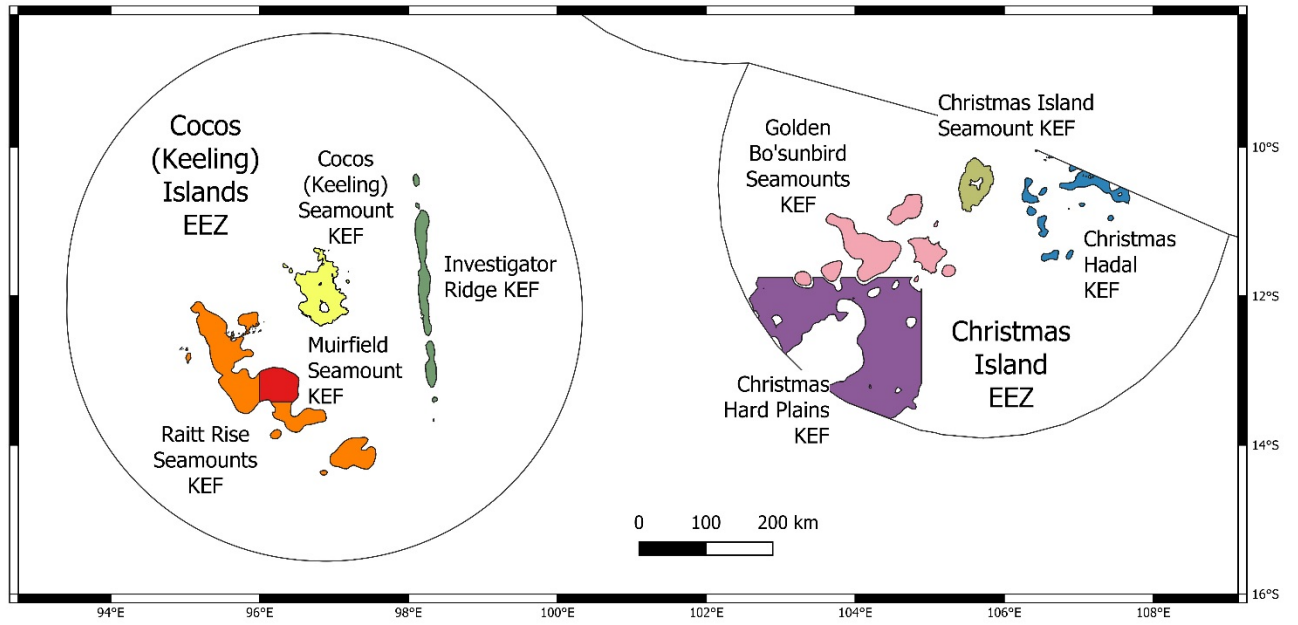 Cocos
(Keeling)
Islands
EEZ
Cocos
(Keeling)
Seamount
KEF
Investigator
Ridge KEF
Muirfield
Seamount
KEF
Raitt Rise
Seamounts
KEF
Golden
Bo'sunbird
Seamounts
KEF
Christmas Island
Seamount KEF
Christmas
Hadal
KEF
Christmas
Island
EEZ
Christmas
Hard Plains
KEF
0 100 200 km
10°S
12°S
14°S
16°S
94°E 96°E 98°E 100°E 102°E 104°E 106°E 108°E